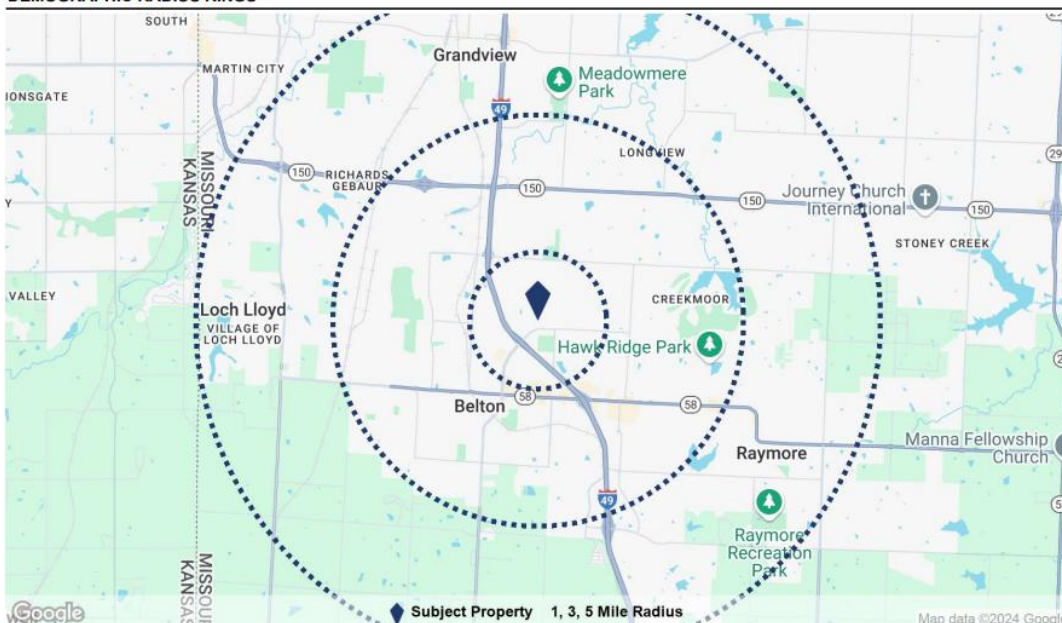 SOUTH
Grandview
MARTIN CITY
Meadowmere
Park
IONSGATE
49
MISSOURI
KANSAS
LONGVIEW
150
RICHARDS
GEBAUR
150
150
Journey Church
International
150
STONEY CREEK
VALLEY
Loch Lloyd
VILLAGE OF
LOCH LLOYD
CREEKMOOR
Hawk Ridge Park
58
58
Belton
Raymore
Manna Fellowship
Church
49
Raymore
Recreation
Park
KANSAS
Google
Subject Property 1, 3, 5 Mile Radius
Map data ©2024 Google